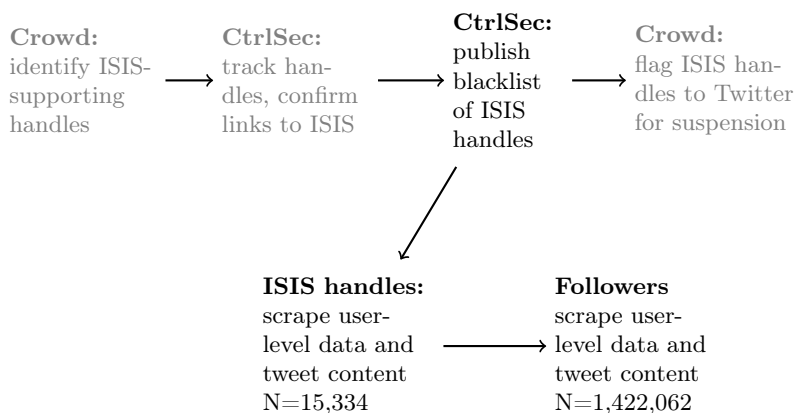 Crowd:
identify ISIS-
supporting
handles
CtrlSec:
track han-
dles, confirm
links to ISIS
CtrlSec:
publish
blacklist
of ISIS
handles
Crowd:
flag ISIS han-
dles to Twitter
for suspension
ISIS handles:
scrape user-
level data and
tweet content
N=15,334
Followers
scrape user-
level data and
tweet content
N=1,422,062